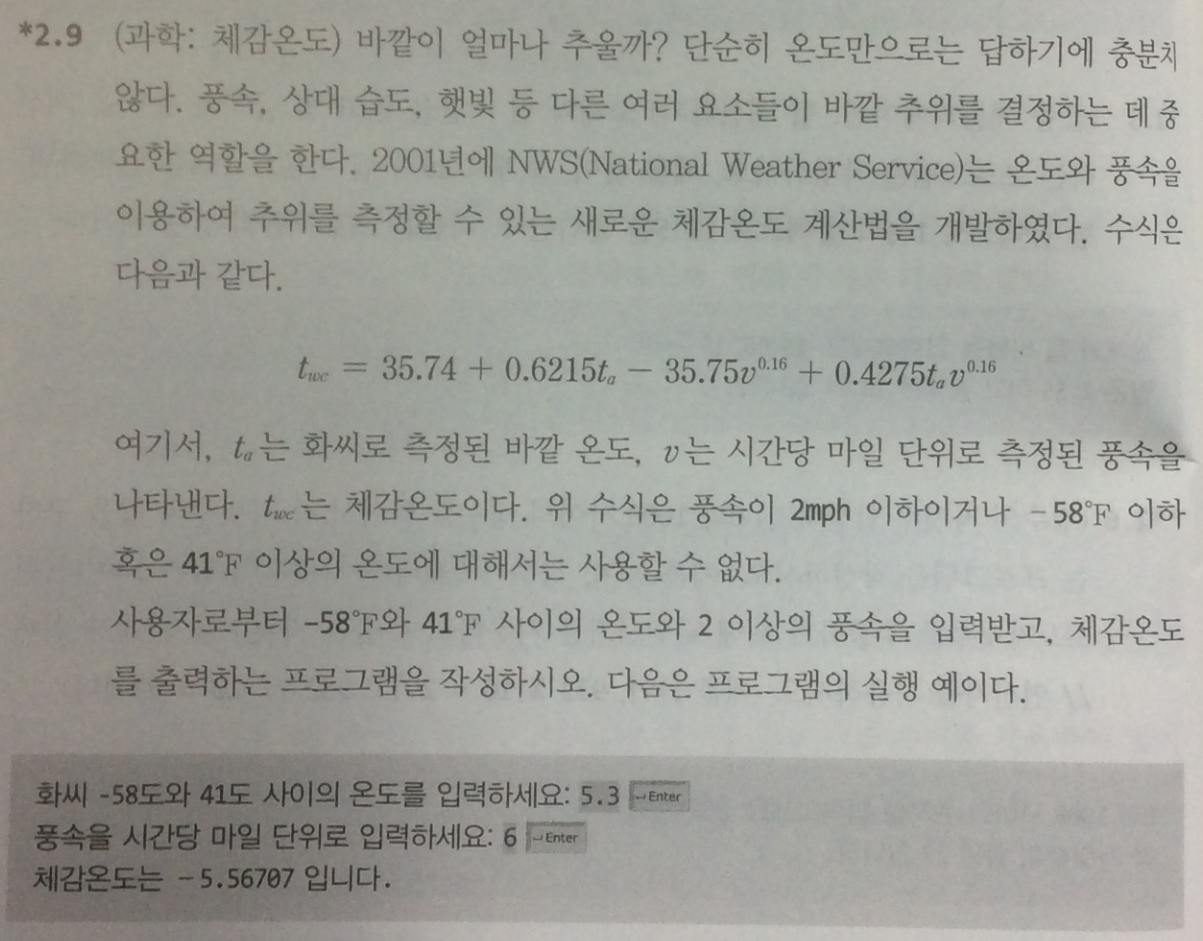 *2.9 (과학: 체감온도) 바깥이 얼마나 추울까? 단순히 온도만으로는 답하기에 충분치
않다. 풍속, 상대 습도, 햇빛 등 다른 여러 요소들이 바깥 추위를 결정하는 데 중
요한 역할을 한다. 2001년에 NWS(National Weather Service)는 온도와 풍속을
이용하여 추위를 측정할 수 있는 새로운 체감온도 계산법을 개발하였다. 수식은
다음과 같다.
t_wc = 35.74 + 0.6215t_a − 35.75v^0.16 + 0.4275t_a v^0.16
여기서, t_a는 화씨로 측정된 바깥 온도, v는 시간당 마일 단위로 측정된 풍속을
나타낸다. t_wc는 체감온도이다. 위 수식은 풍속이 2mph 이하이거나 −58℉ 이하
혹은 41℉ 이상의 온도에 대해서는 사용할 수 없다.
사용자로부터 −58℉와 41℉ 사이의 온도와 2 이상의 풍속을 입력받고, 체감온도
를 출력하는 프로그램을 작성하시오. 다음은 프로그램의 실행 예이다.
화씨 -58도와 41도 사이의 온도를 입력하세요: 5.3 ↵Enter
풍속을 시간당 마일 단위로 입력하세요: 6 ↵Enter
체감온도는 −5.56707 입니다.